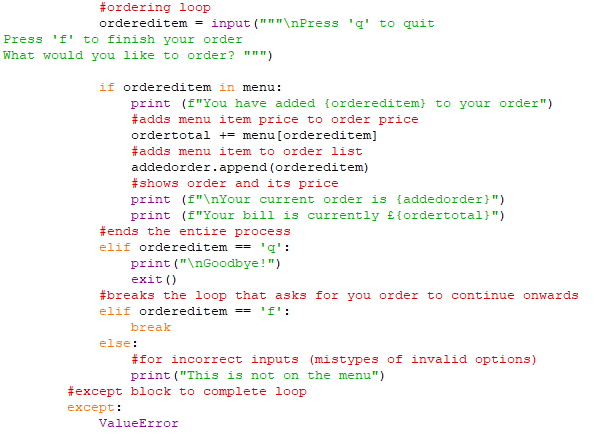 #ordering loop
ordereditem = input("""\nPress 'q' to quit
Press 'f' to finish your order
What would you like to order? """)
if ordereditem in menu:
print (f"You have added {ordereditem} to your order")
#adds menu item price to order price
ordertotal += menu[ordereditem]
#adds menu item to order list
addedorder.append(ordereditem)
#shows order and its price
print (f"\nYour current order is {addedorder}")
print (f"Your bill is currently £{ordertotal}")
#ends the entire process
elif ordereditem == 'q':
print("\nGoodbye!")
exit()
#breaks the loop that asks for you order to continue onwards
elif ordereditem == 'f':
break
else:
#for incorrect inputs (mistypes of invalid options)
print("This is not on the menu")
#except block to complete loop
except:
ValueError